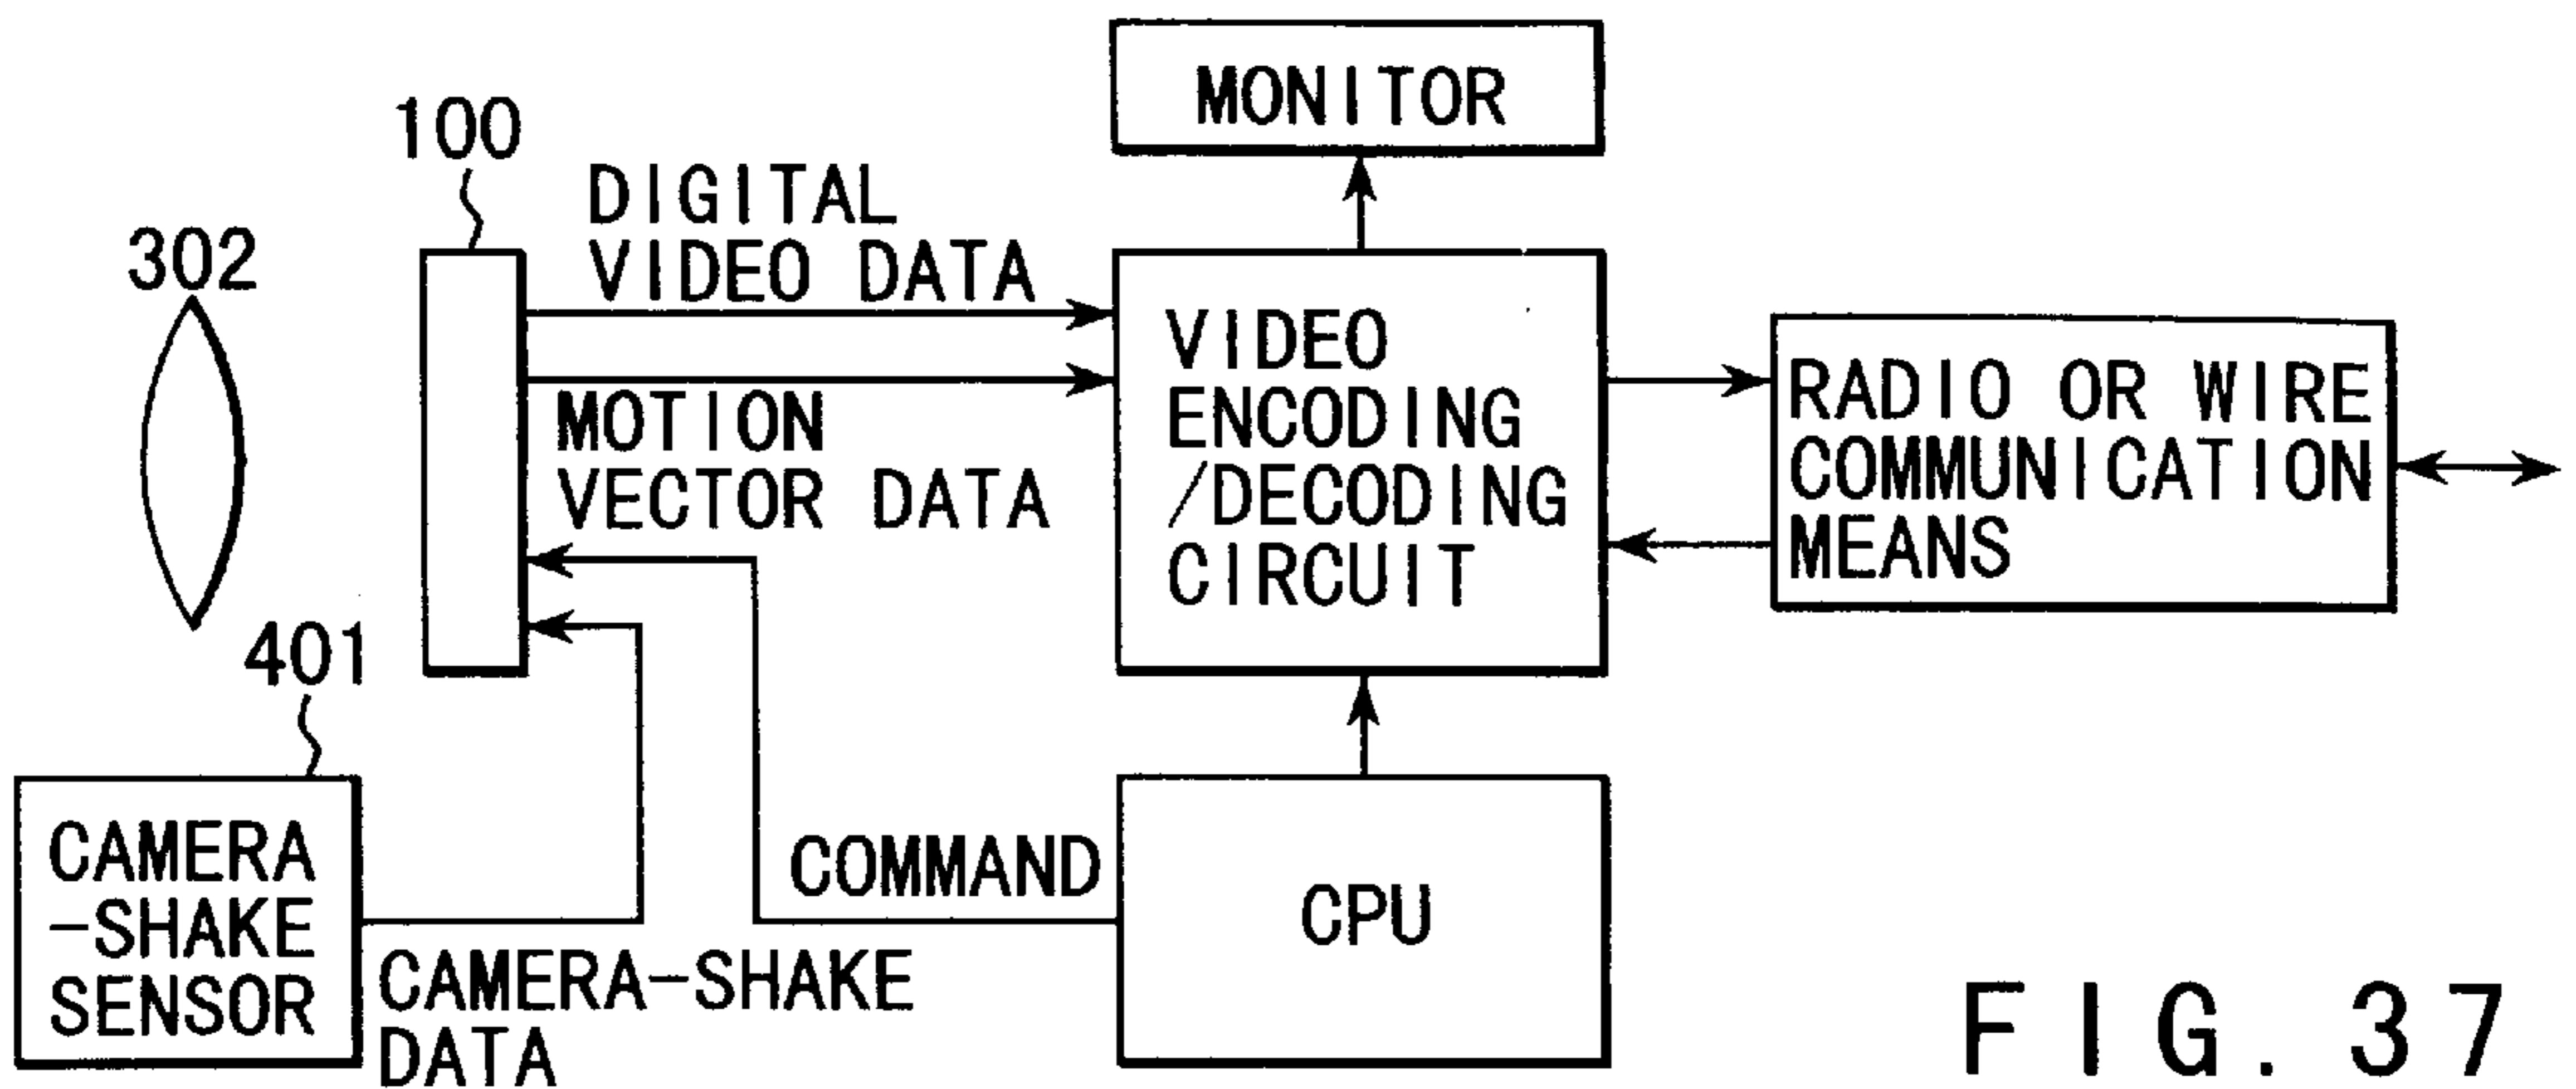 MONITOR
100
DIGITAL
VIDEO DATA
302
VIDEO
ENCODING
/DECODING
CIRCUIT
RADIO OR WIRE
COMMUNICATION
MEANS
MOTION
VECTOR DATA
401
CAMERA
-SHAKE
SENSOR
COMMAND
CPU
CAMERA-SHAKE
DATA
FIG. 37